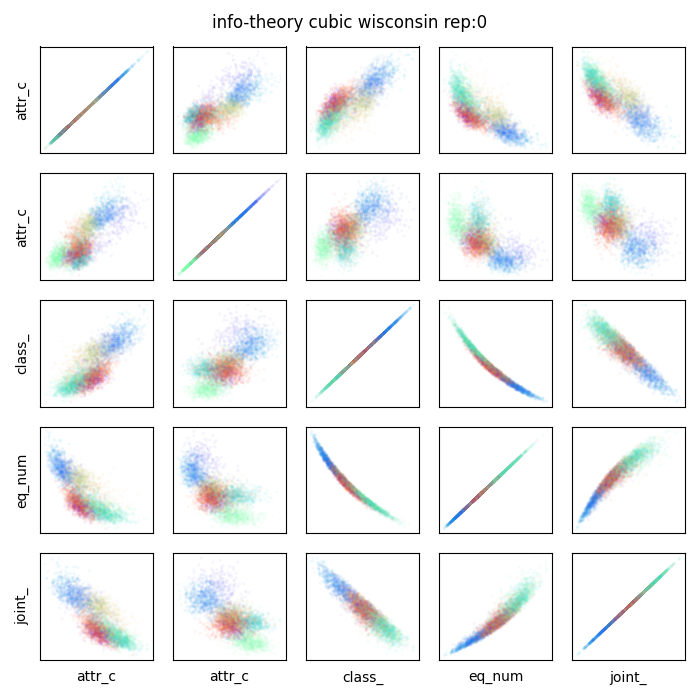 info-theory cubic wisconsin rep:0
attr_c
attr_c
class_
eq_num
joint_
attr_c attr_c class_ eq_num joint_